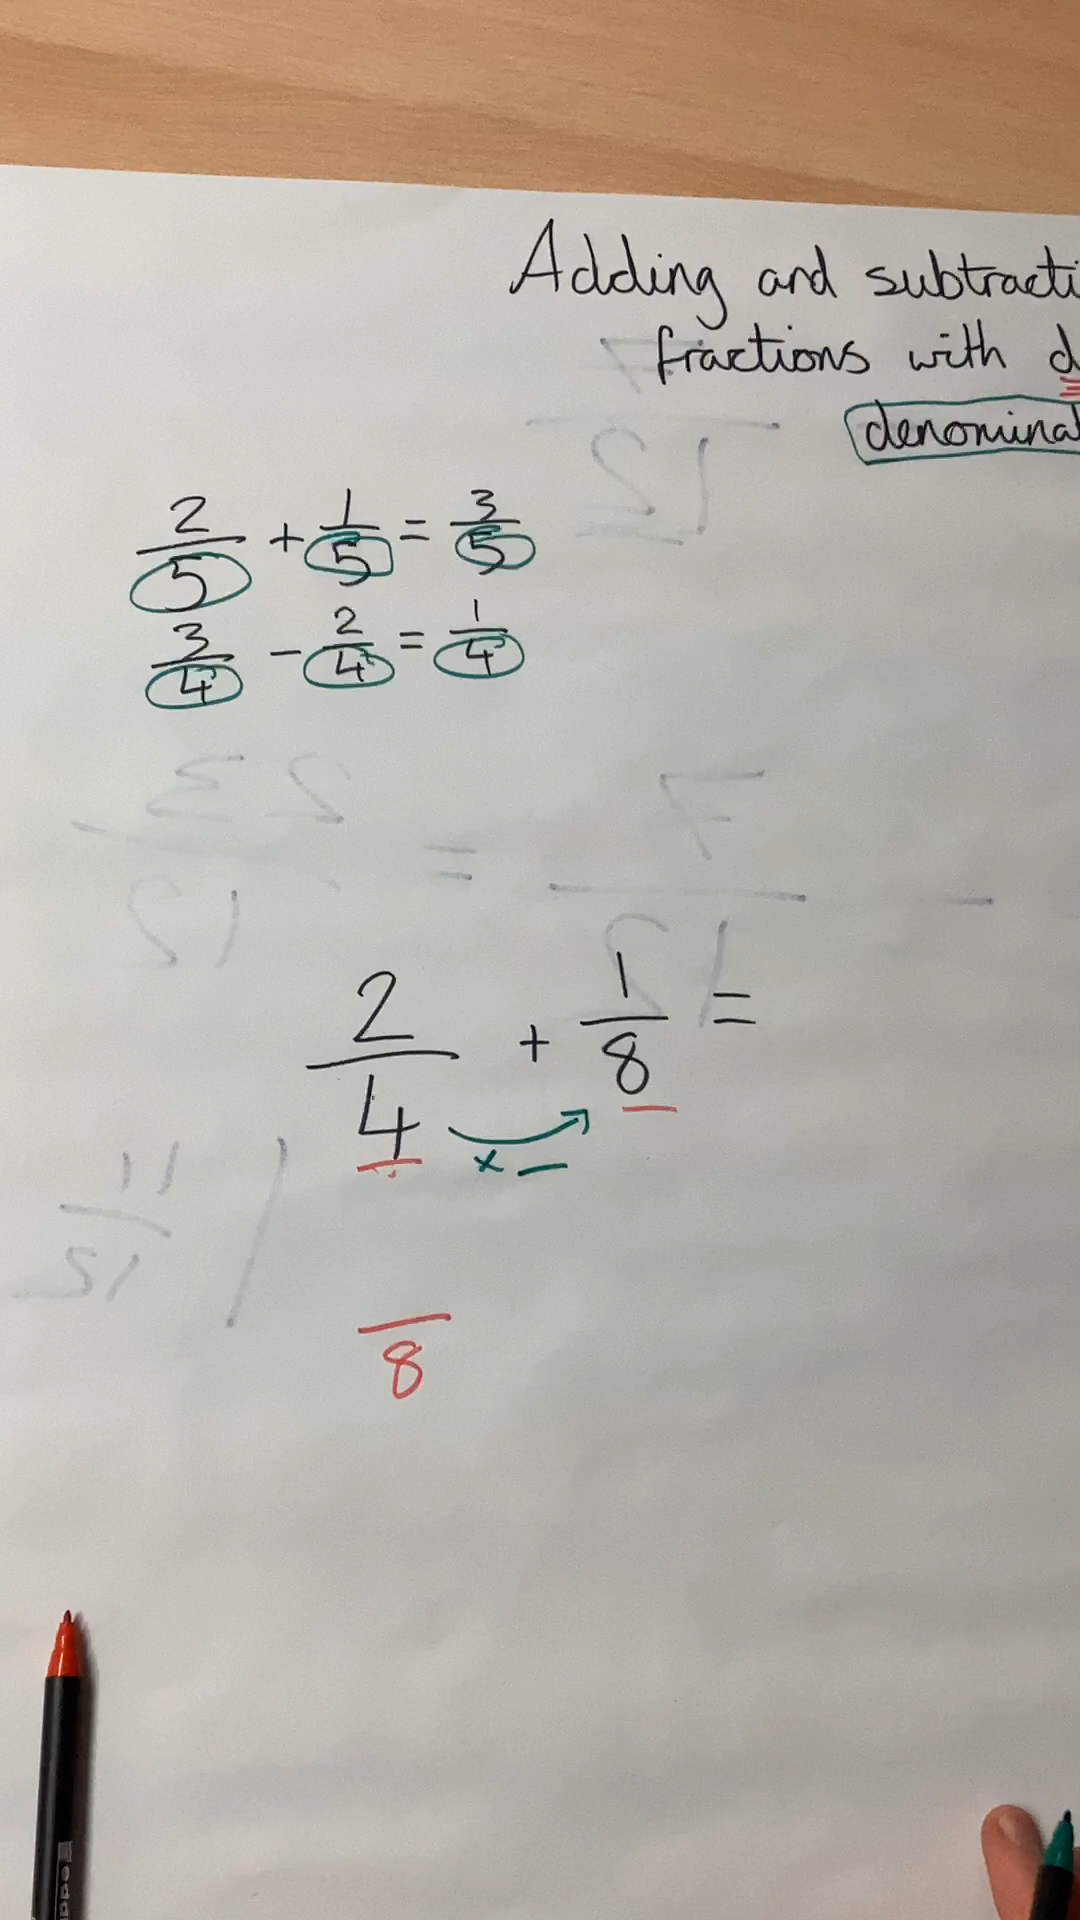 Adding and subtracti
fractions with d
denomina
2/5 + 1/5 = 3/5
3/4 - 2/4 = 1/4
2/4 + 1/8 =
× _
/8